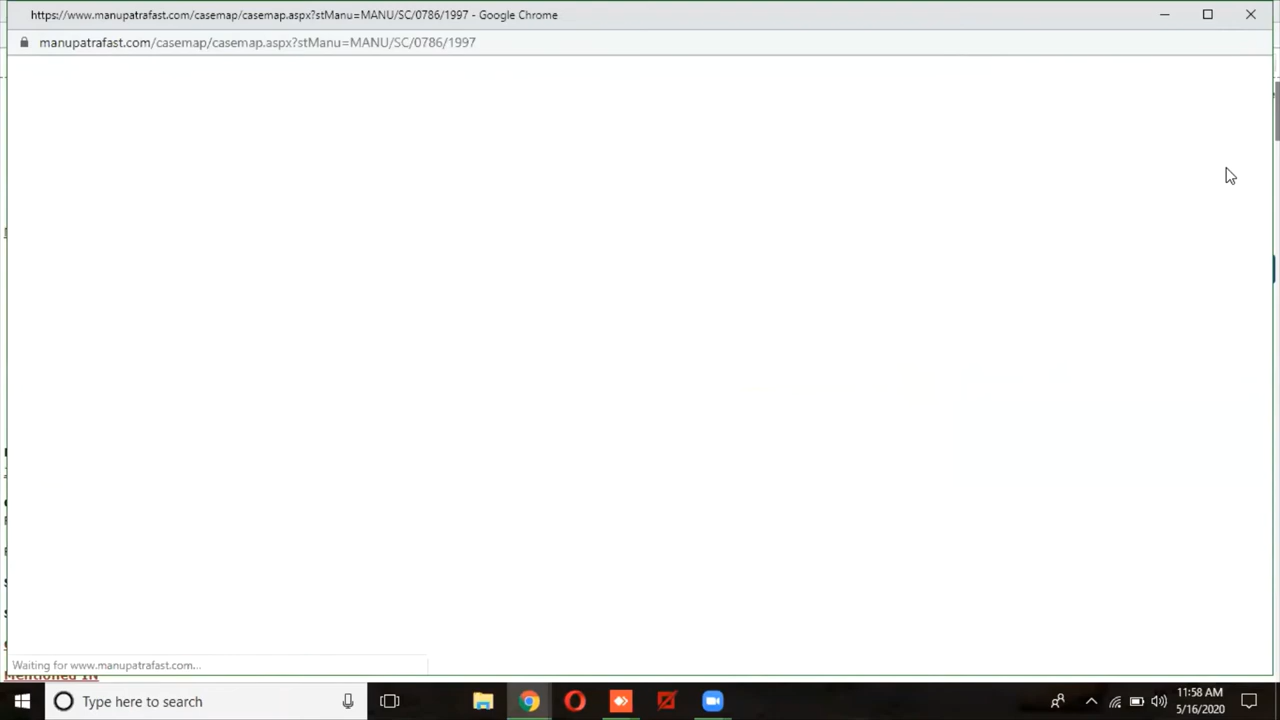 https://www.manupatrafast.com/casemap/casemap.aspx?stManu=MANU/SC/0786/1997 - Google Chrome
manupatrafast.com/casemap/casemap.aspx?stManu=MANU/SC/0786/1997
Waiting for www.manupatrafast.com...
Mentioned IN
Type here to search
11:58 AM
5/16/2020